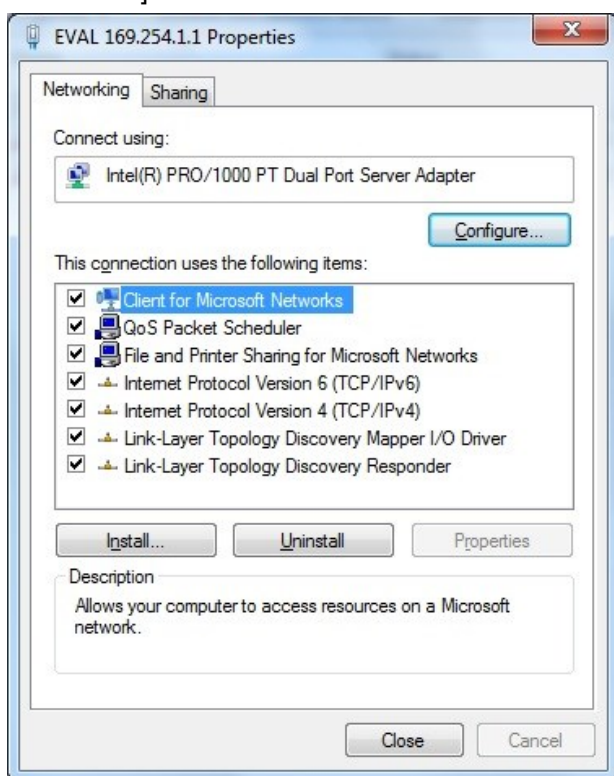 ]
EVAL 169.254.1.1 Properties
Networking
Sharing
Connect using:
Intel(R) PRO/1000 PT Dual Port Server Adapter
Configure...
This connection uses the following items:
Client for Microsoft Networks
QoS Packet Scheduler
File and Printer Sharing for Microsoft Networks
Internet Protocol Version 6 (TCP/IPv6)
Internet Protocol Version 4 (TCP/IPv4)
Link-Layer Topology Discovery Mapper I/O Driver
Link-Layer Topology Discovery Responder
Install...
Uninstall
Properties
Description
Allows your computer to access resources on a Microsoft
network.
Close
Cancel